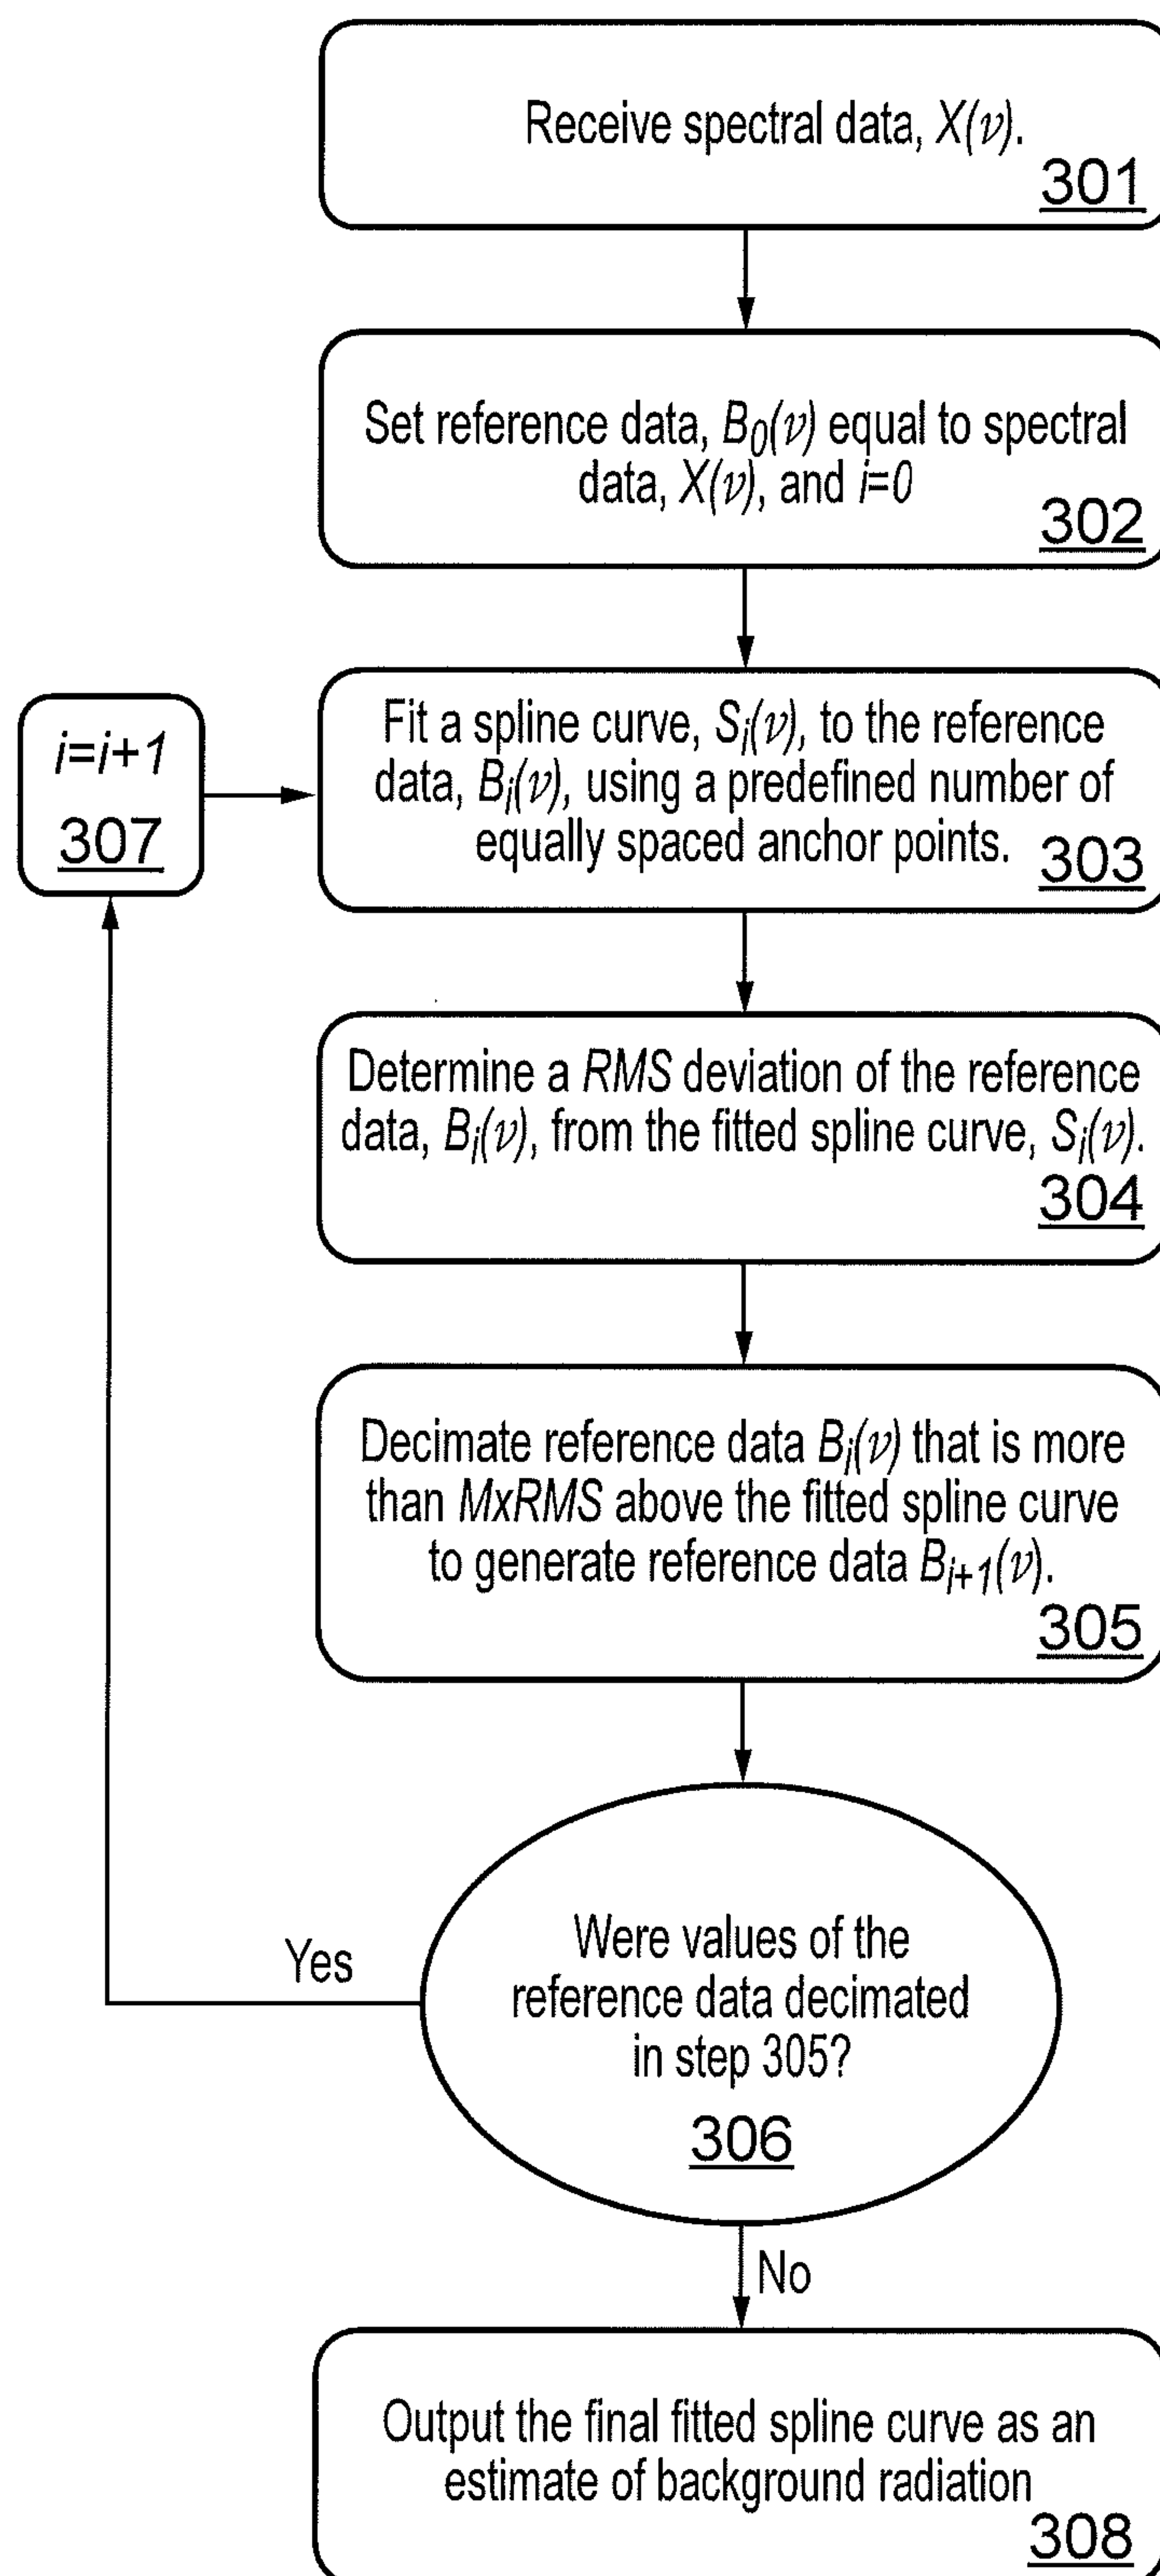 Receive spectral data, X(ν).
301
Set reference data, B0(ν) equal to spectral
data, X(ν), and i=0
302
i=i+1
307
Fit a spline curve, Si(ν), to the reference
data, Bi(ν), using a predefined number of
equally spaced anchor points.
303
Determine a RMS deviation of the reference
data, Bi(ν), from the fitted spline curve, Si(ν).
304
Decimate reference data Bi(ν) that is more
than MxRMS above the fitted spline curve
to generate reference data Bi+1(ν).
305
Yes
Were values of the
reference data decimated
in step 305?
306
No
Output the final fitted spline curve as an
estimate of background radiation
308